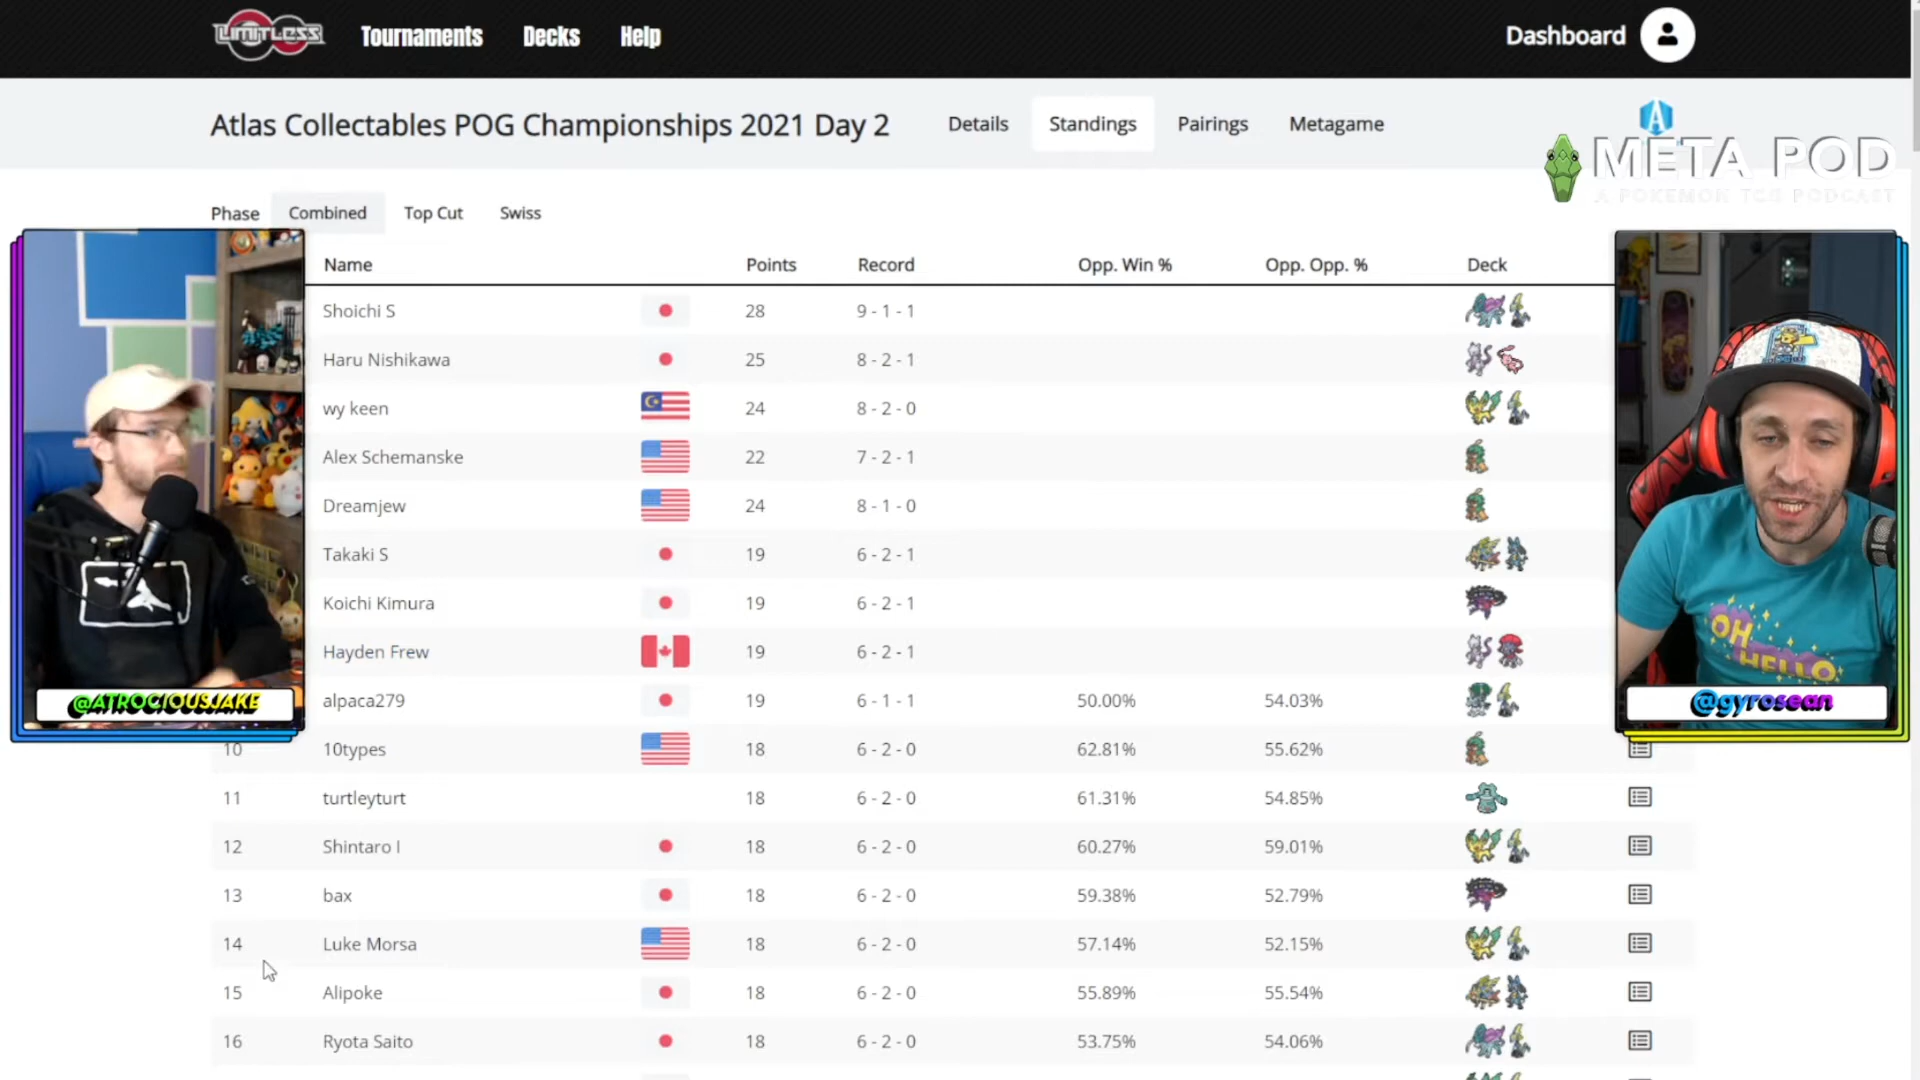 LIMITLESS Tournaments Decks Help Dashboard
Atlas Collectables POG Championships 2021 Day 2 Details Standings Pairings Metagame
META POD
A POKEMON TCG PODCAST
Phase Combined Top Cut Swiss
Name Points Record Opp. Win % Opp. Opp. % Deck
Shoichi S 28 9 - 1 - 1
Haru Nishikawa 25 8 - 2 - 1
wy keen 24 8 - 2 - 0
Alex Schemanske 22 7 - 2 - 1
Dreamjew 24 8 - 1 - 0
Takaki S 19 6 - 2 - 1
Koichi Kimura 19 6 - 2 - 1
Hayden Frew 19 6 - 2 - 1
alpaca279 19 6 - 1 - 1 50.00% 54.03%
10 10types 18 6 - 2 - 0 62.81% 55.62%
11 turtleyturt 18 6 - 2 - 0 61.31% 54.85%
12 Shintaro I 18 6 - 2 - 0 60.27% 59.01%
13 bax 18 6 - 2 - 0 59.38% 52.79%
14 Luke Morsa 18 6 - 2 - 0 57.14% 52.15%
15 Alipoke 18 6 - 2 - 0 55.89% 55.54%
16 Ryota Saito 18 6 - 2 - 0 53.75% 54.06%
@ATROCIOUSJAKE
OH
HELLO
@gyrosean